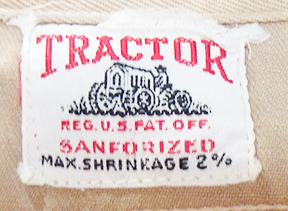 TRACTOR
REG. U.S. PAT. OFF.
SANFORIZED
MAX. SHRINKAGE 2%